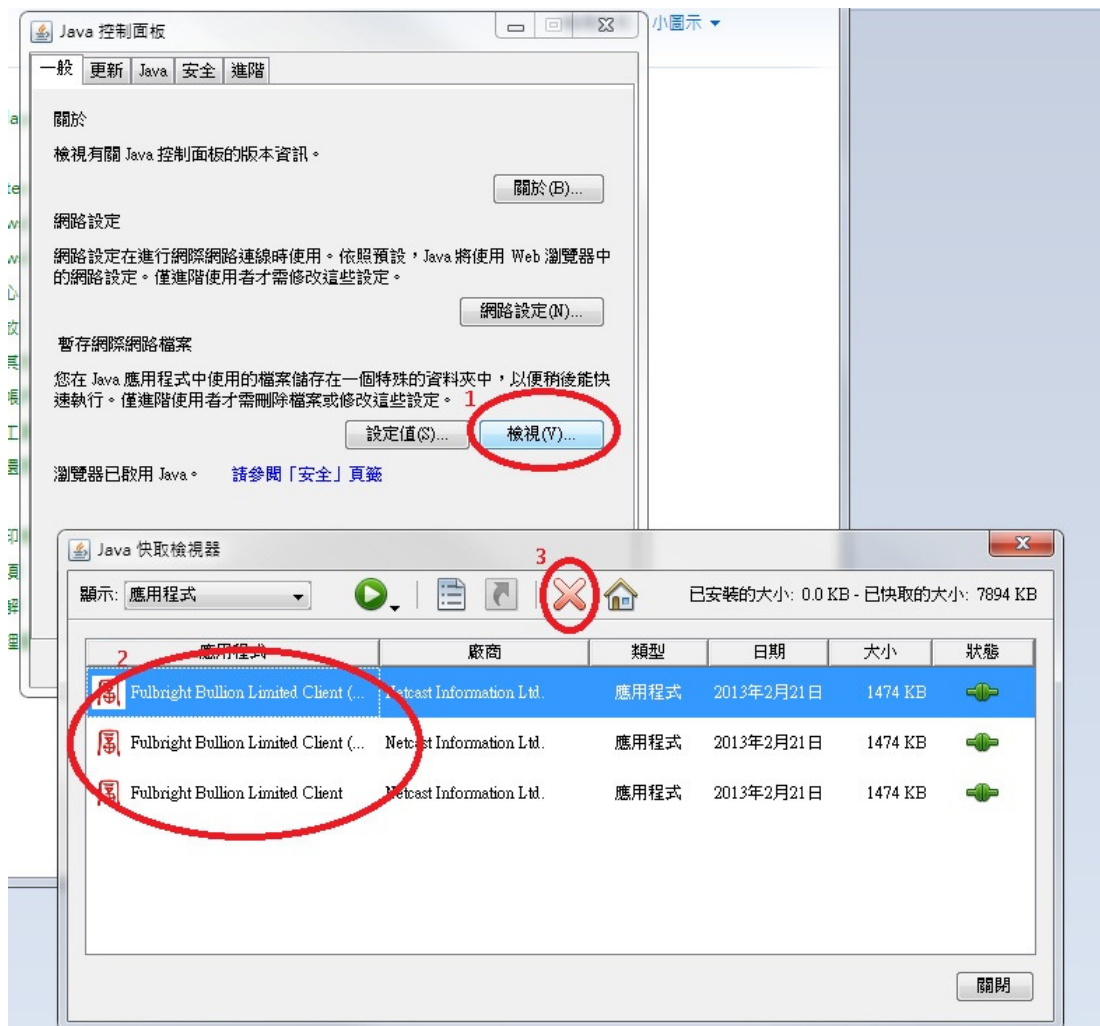 Java 控制面板
小圖示
一般 更新 Java 安全 進階
關於
檢視有關 Java 控制面板的版本資訊。
關於(B)...
網路設定
網路設定在進行網際網路連線時使用。依照預設,Java 將使用 Web 瀏覽器中
的網路設定。僅進階使用者才需修改這些設定。
網路設定(N)...
暫存網際網路檔案
您在 Java 應用程式中使用的檔案儲存在一個特殊的資料夾中,以便稍後能快
速執行。僅進階使用者才需刪除檔案或修改這些設定。 1
設定值(S)... 檢視(V)...
瀏覽器已啟用 Java。 請參閱「安全」頁籤
Java 快取檢視器
3
顯示: 應用程式 已安裝的大小: 0.0 KB - 已快取的大小: 7894 KB
2 應用程式 廠商 類型 日期 大小 狀態
Fulbright Bullion Limited Client (... Netcast Information Ltd. 應用程式 2013年2月21日 1474 KB
Fulbright Bullion Limited Client (... Netcast Information Ltd. 應用程式 2013年2月21日 1474 KB
Fulbright Bullion Limited Client Netcast Information Ltd. 應用程式 2013年2月21日 1474 KB
關閉